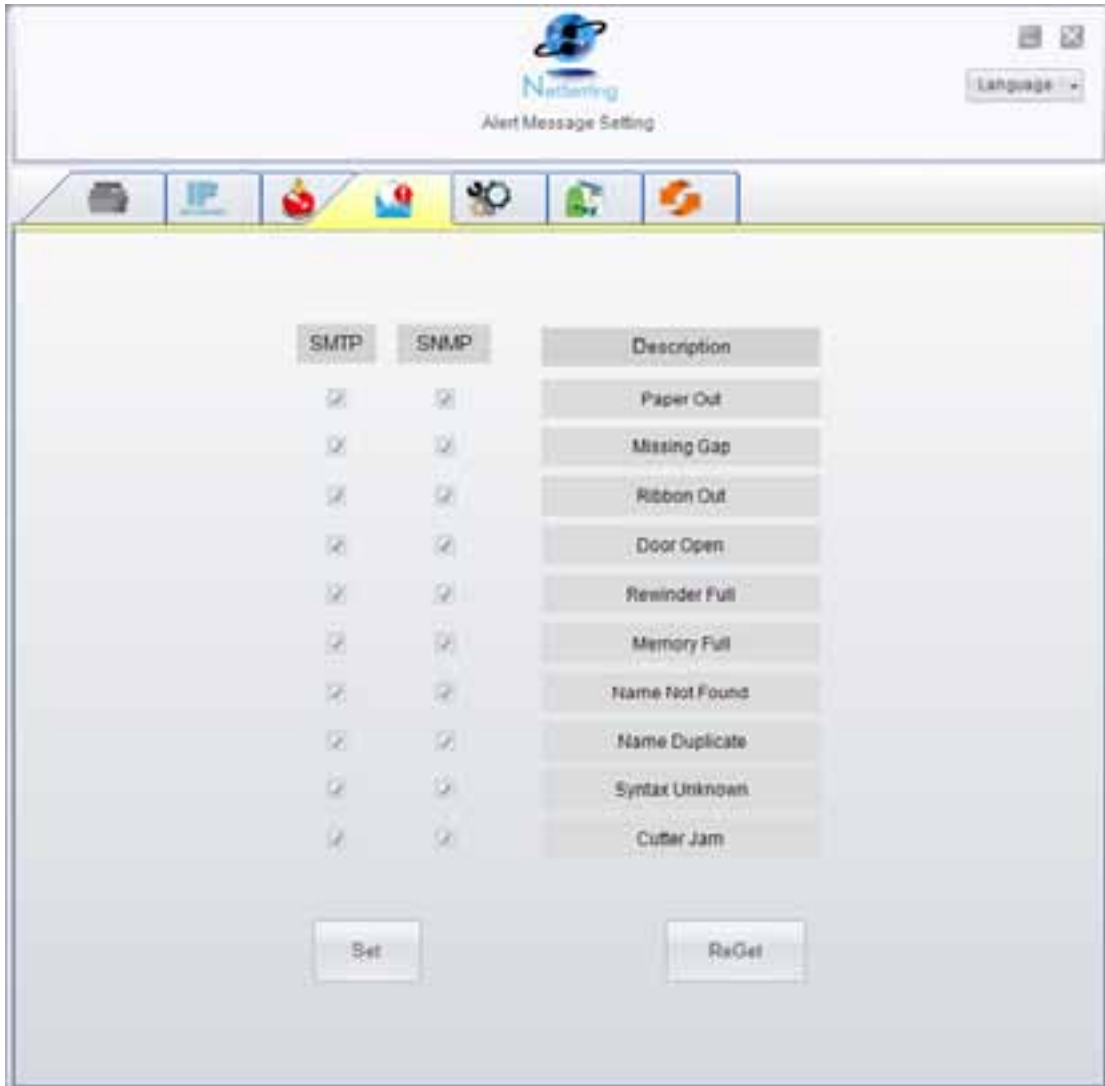 NetSetting
Language
Alert Message Setting
IP
SMTP SNMP Description
Paper Out
Missing Gap
Ribbon Out
Door Open
Rewinder Full
Memory Full
Name Not Found
Name Duplicate
Syntax Unknown
Cutter Jam
Set ReGet